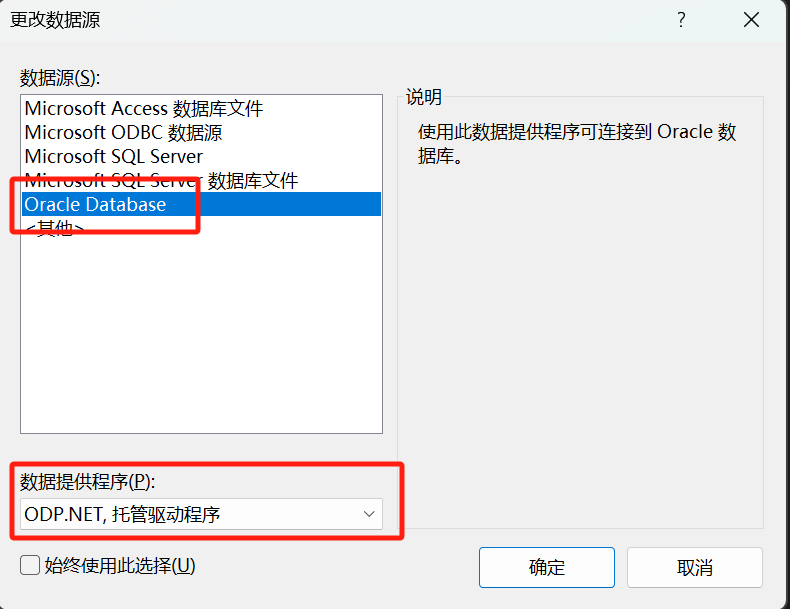 更改数据源
?
数据源(S):
Microsoft Access 数据库文件
Microsoft ODBC 数据源
Microsoft SQL Server
Microsoft SQL Server 数据库文件
Oracle Database
<其他>
说明
使用此数据提供程序可连接到 Oracle 数
据库。
数据提供程序(P):
ODP.NET, 托管驱动程序
始终使用此选择(U)
确定
取消